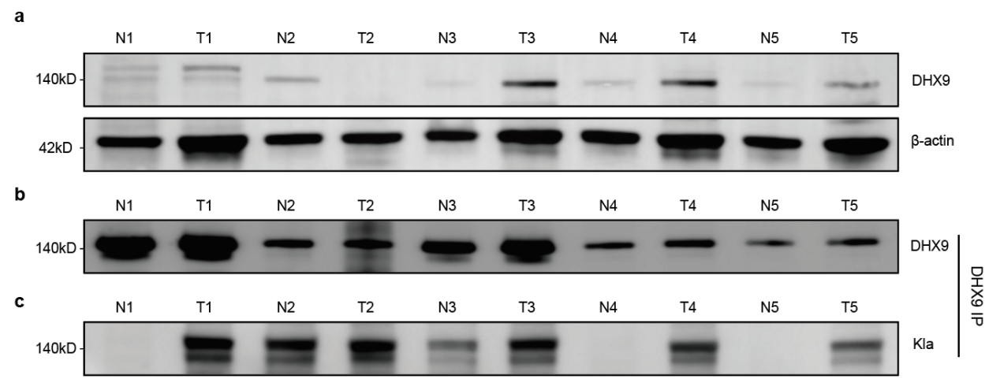 a
N1 T1 N2 T2 N3 T3 N4 T4 N5 T5
140kD DHX9
42kD β-actin
b
N1 T1 N2 T2 N3 T3 N4 T4 N5 T5
140kD DHX9
c
N1 T1 N2 T2 N3 T3 N4 T4 N5 T5
140kD Kla
DHX9 IP